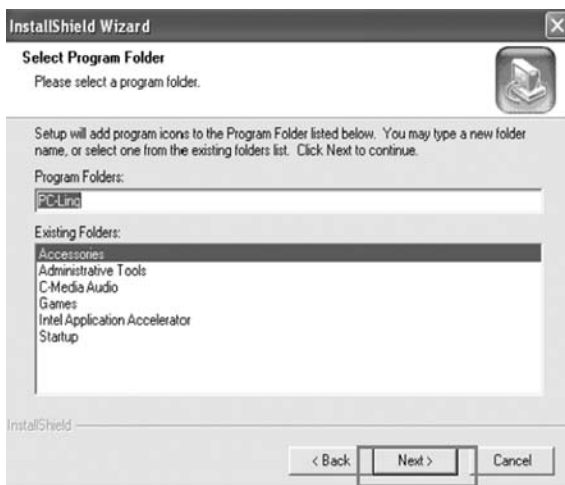 InstallShield Wizard
Select Program Folder
Please select a program folder.
Setup will add program icons to the Program Folder listed below. You may type a new folder
name, or select one from the existing folders list. Click Next to continue.
Program Folders:
PC-Linq
Existing Folders:
Accessories
Administrative Tools
C-Media Audio
Games
Intel Application Accelerator
Startup
InstallShield
< Back Next > Cancel